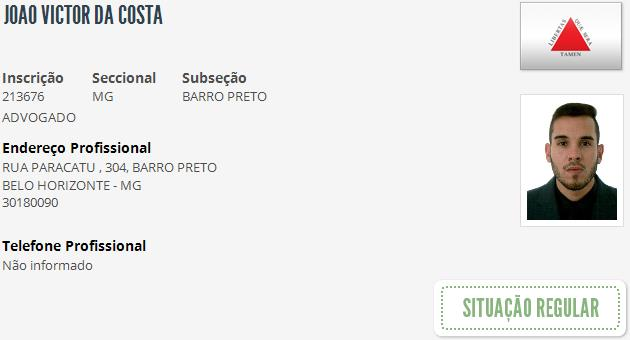 JOAO VICTOR DA COSTA
LIBERTAS QUÆ SERA
TAMEN
Inscrição Seccional Subseção
213676 MG BARRO PRETO
ADVOGADO
Endereço Profissional
RUA PARACATU , 304, BARRO PRETO
BELO HORIZONTE - MG
30180090
Telefone Profissional
Não informado
SITUAÇÃO REGULAR